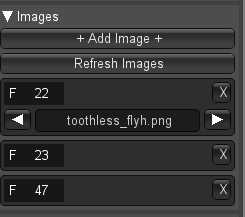 Images
+ Add Image +
Refresh Images
F 22 X
toothless_flyh.png
F 23 X
F 47 X